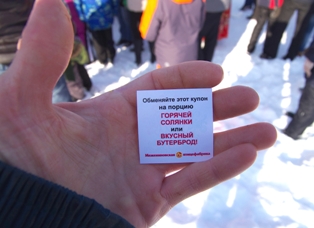 Обменяйте этот купон
на порцию
ГОРЯЧЕЙ
СОЛЯНКИ
или
ВКУСНЫЙ
БУТЕРБРОД!